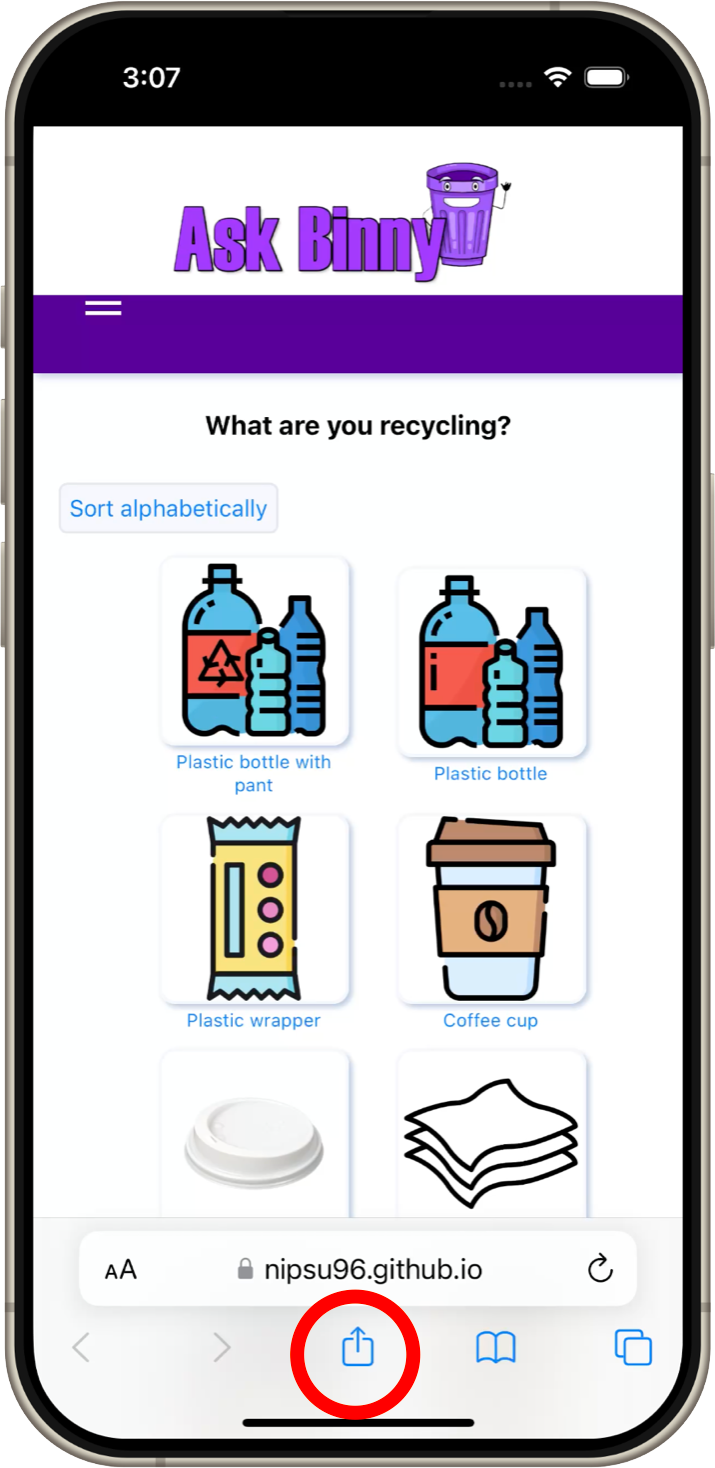 3:07
Ask Binny
What are you recycling?
Sort alphabetically
Plastic bottle with
pant
Plastic bottle
Plastic wrapper
Coffee cup
AA
nipsu96.github.io